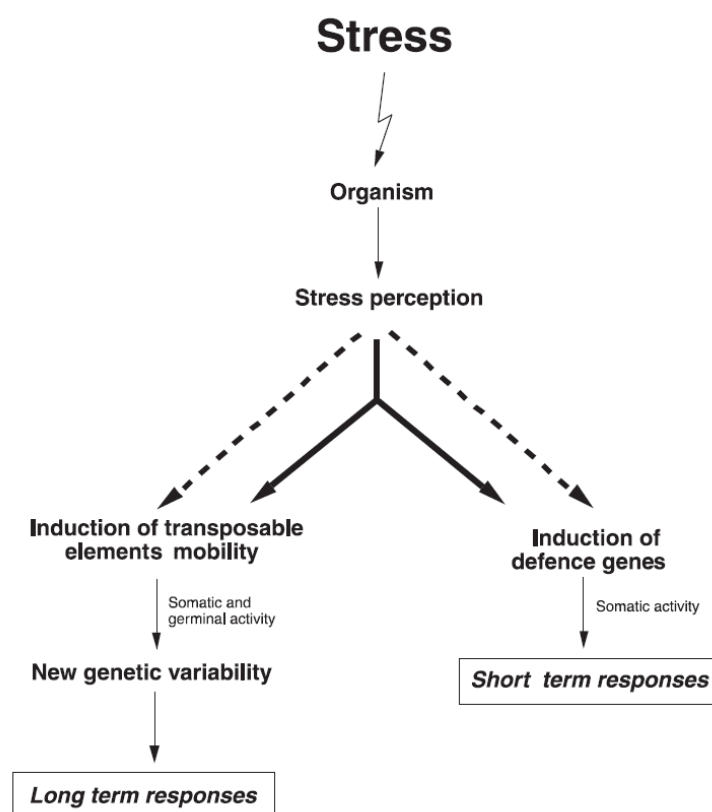 Stress
Organism
Stress perception
Induction of transposable
elements mobility
Induction of
defence genes
Somatic and
germinal activity
Somatic activity
New genetic variability
Short term responses
Long term responses